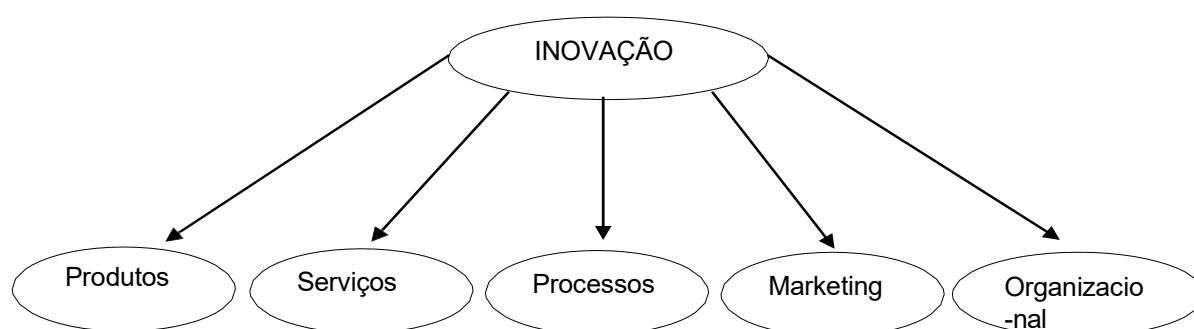 INOVAÇÃO
Produtos
Serviços
Processos
Marketing
Organizacio
-nal